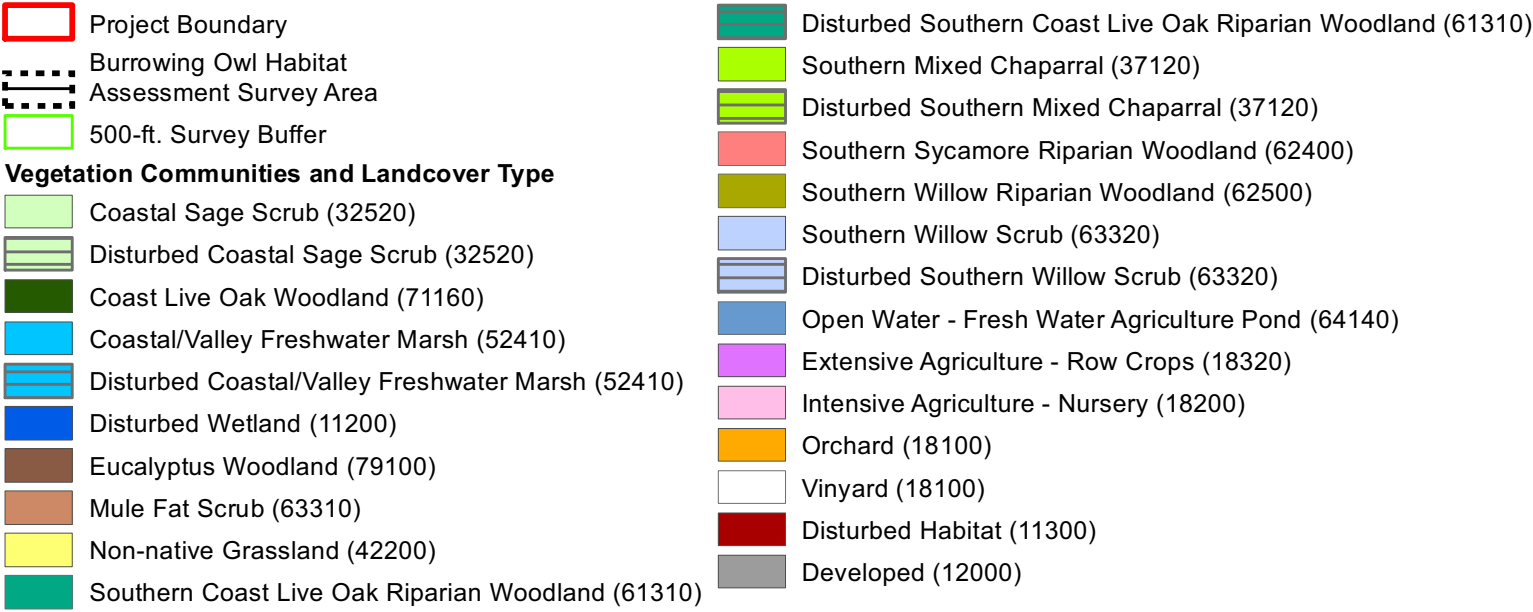 Project Boundary
Burrowing Owl Habitat
Assessment Survey Area
500-ft. Survey Buffer
Vegetation Communities and Landcover Type
Coastal Sage Scrub (32520)
Disturbed Coastal Sage Scrub (32520)
Coast Live Oak Woodland (71160)
Coastal/Valley Freshwater Marsh (52410)
Disturbed Coastal/Valley Freshwater Marsh (52410)
Disturbed Wetland (11200)
Eucalyptus Woodland (79100)
Mule Fat Scrub (63310)
Non-native Grassland (42200)
Southern Coast Live Oak Riparian Woodland (61310)
Disturbed Southern Coast Live Oak Riparian Woodland (61310)
Southern Mixed Chaparral (37120)
Disturbed Southern Mixed Chaparral (37120)
Southern Sycamore Riparian Woodland (62400)
Southern Willow Riparian Woodland (62500)
Southern Willow Scrub (63320)
Disturbed Southern Willow Scrub (63320)
Open Water - Fresh Water Agriculture Pond (64140)
Extensive Agriculture - Row Crops (18320)
Intensive Agriculture - Nursery (18200)
Orchard (18100)
Vinyard (18100)
Disturbed Habitat (11300)
Developed (12000)